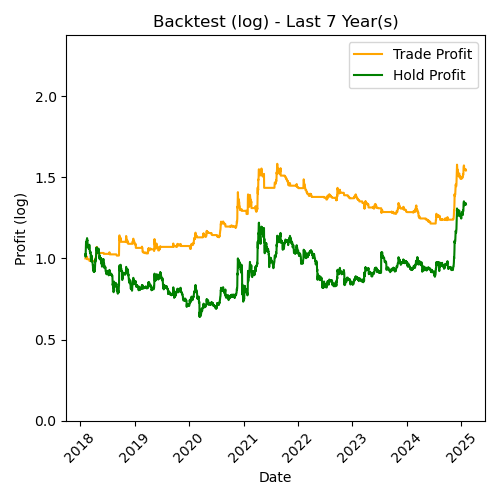 Backtest (log) - Last 7 Year(s)
Trade Profit
Hold Profit
2.0
1.5
1.0
0.5
0.0
Profit (log)
2018 2019 2020 2021 2022 2023 2024 2025
Date